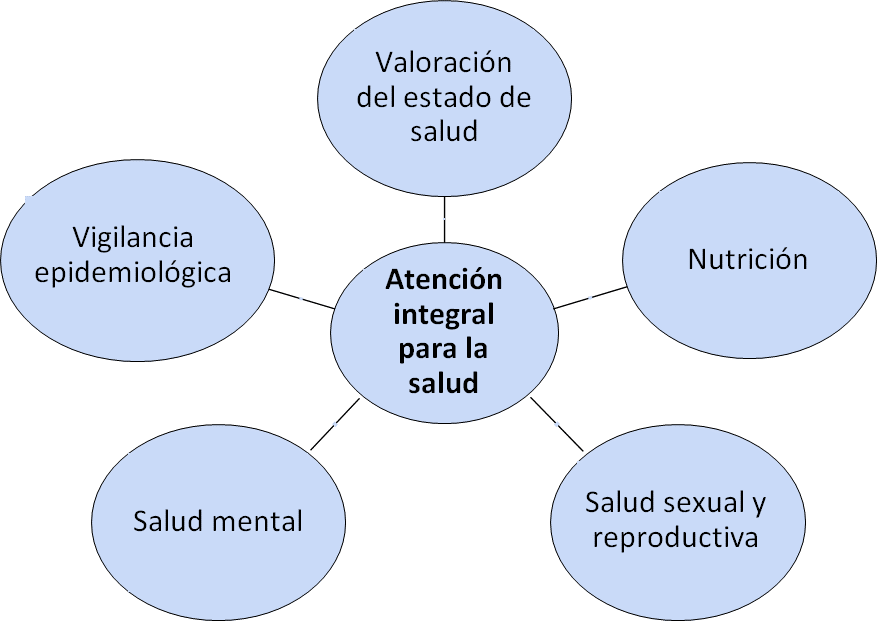 Valoración
del estado de
salud
Vigilancia
epidemiológica
Nutrición
Atención
integral
para la
salud
Salud mental
Salud sexual y
reproductiva